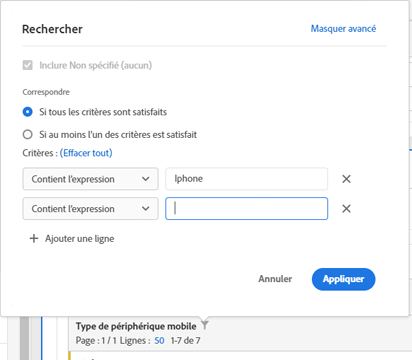 Rechercher
Masquer avancé
Inclure Non spécifié (aucun)
Correspondre
Si tous les critères sont satisfaits
Si au moins l'un des critères est satisfait
Critères : (Effacer tout)
Contient l'expression Iphone
Contient l'expression
Ajouter une ligne
Annuler Appliquer
Type de périphérique mobile
Page : 1 / 1 Lignes : 50 1-7 de 7